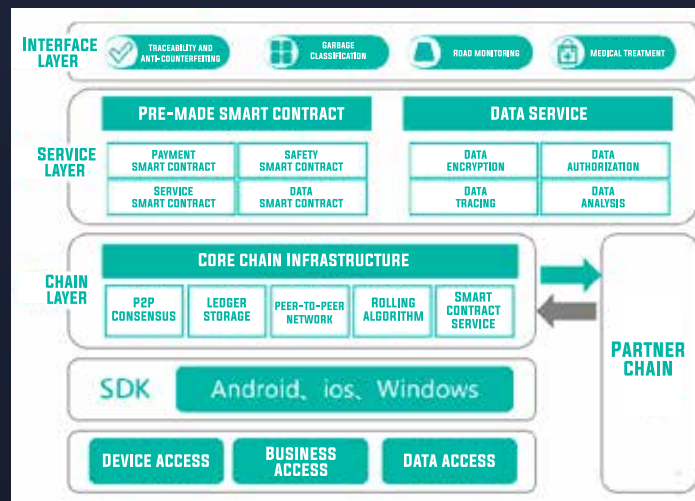 INTERFACE
LAYER
TRACEABILITY AND
ANTI-COUNTERFEITING
GARBAGE
CLASSIFICATION
ROAD MONITORING
MEDICAL TREATMENT
SERVICE
LAYER
PRE-MADE SMART CONTRACT
PAYMENT
SMART CONTRACT
SAFETY
SMART CONTRACT
SERVICE
SMART CONTRACT
DATA
SMART CONTRACT
DATA SERVICE
DATA
ENCRYPTION
DATA
AUTHORIZATION
DATA
TRACING
DATA
ANALYSIS
CHAIN
LAYER
CORE CHAIN INFRASTRUCTURE
P2P
CONSENSUS
LEDGER
STORAGE
PEER-TO-PEER
NETWORK
ROLLING
ALGORITHM
SMART
CONTRACT
SERVICE
PARTNER
CHAIN
SDK
Android、ios、Windows
DEVICE ACCESS
BUSINESS
ACCESS
DATA ACCESS